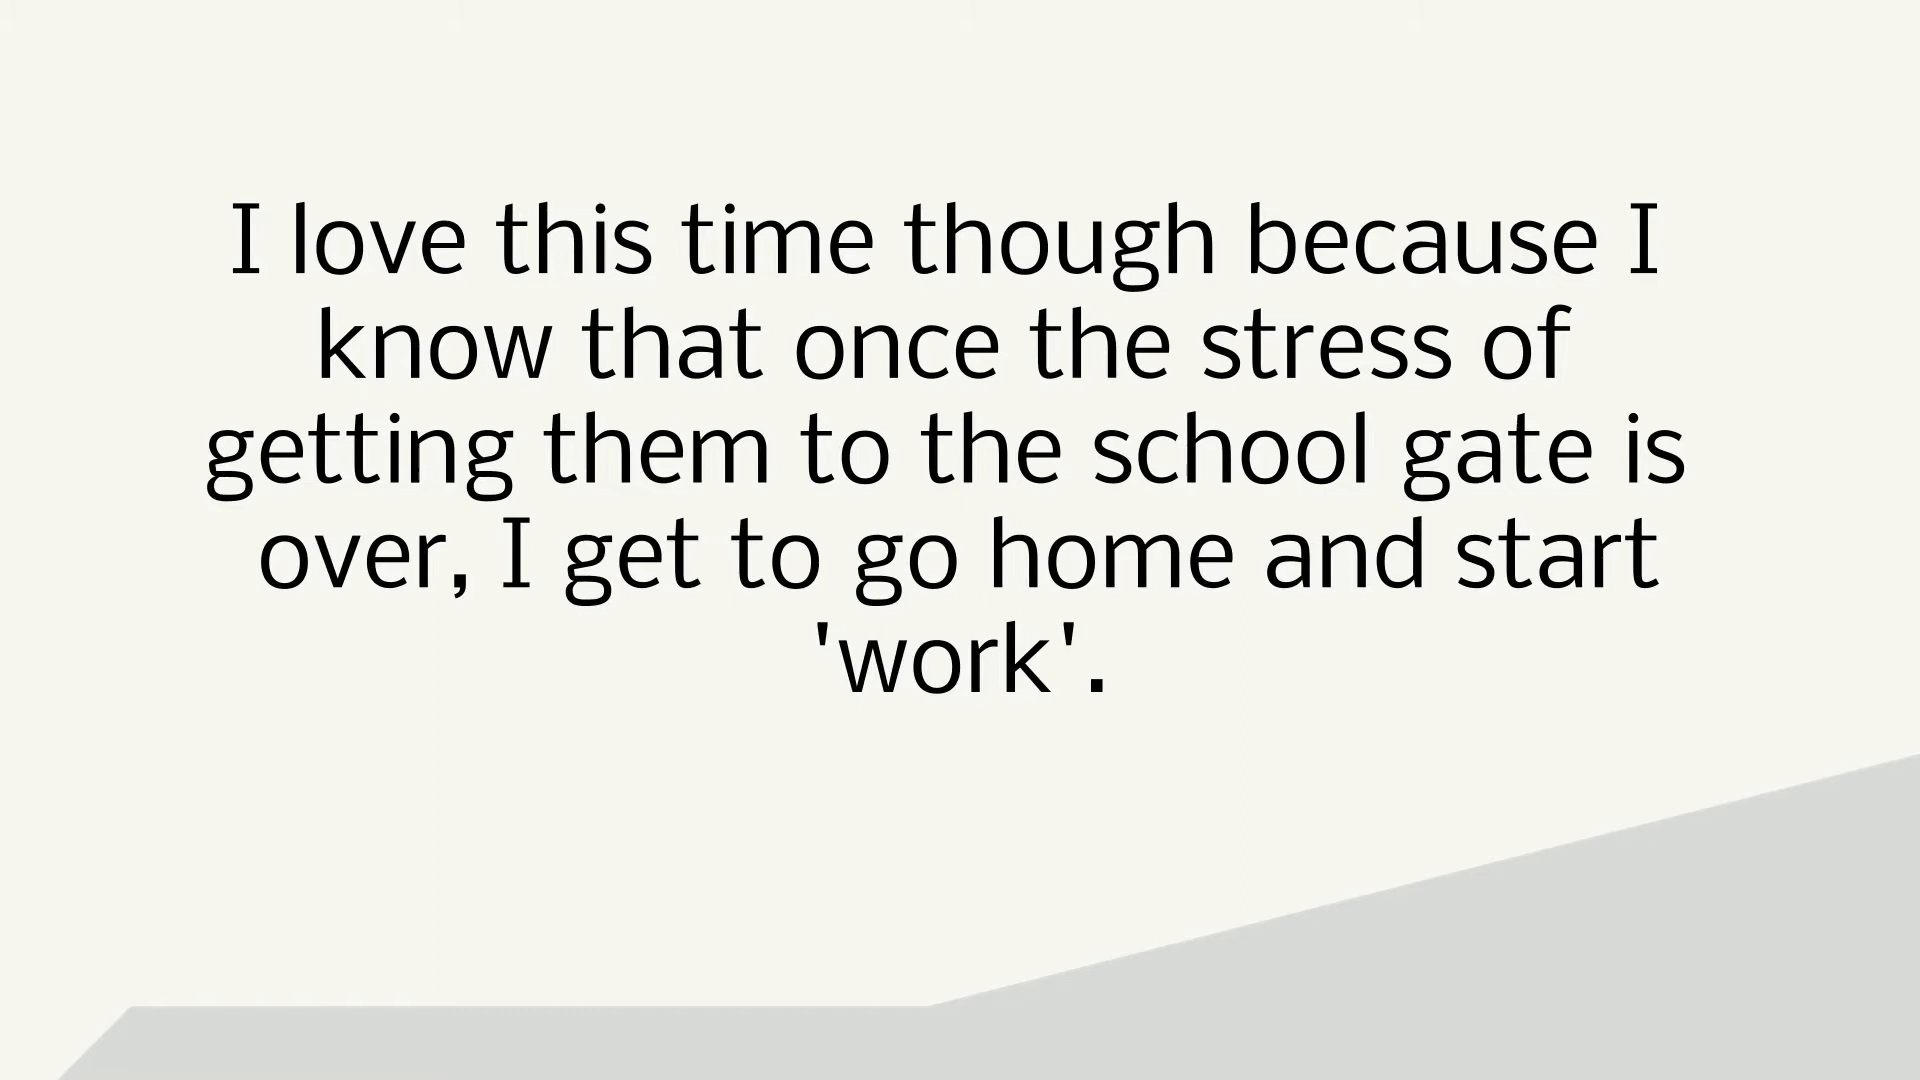 I love this time though because I
know that once the stress of
getting them to the school gate is
over, I get to go home and start
'work'.